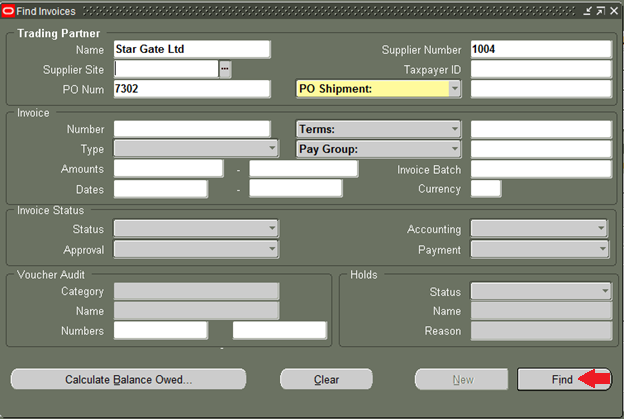 Find Invoices
Trading Partner
Name Star Gate Ltd Supplier Number 1004
Supplier Site ... Taxpayer ID
PO Num 7302 PO Shipment:
Invoice
Number Terms:
Type Pay Group:
Amounts - Invoice Batch
Dates - Currency
Invoice Status
Status Accounting
Approval Payment
Voucher Audit Holds
Category Status
Name Name
Numbers - Reason
Calculate Balance Owed... Clear New Find